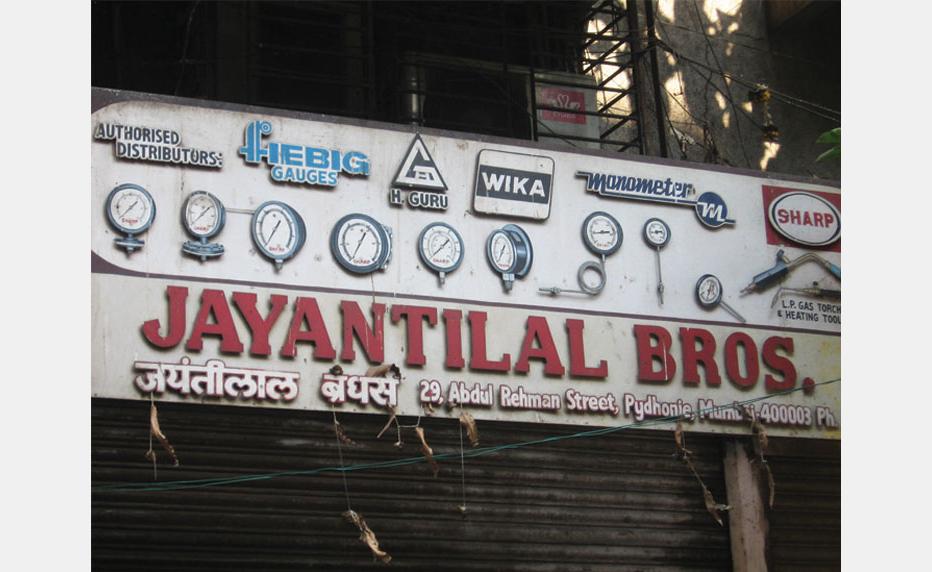 AUTHORISED
DISTRIBUTORS:
FIEBIG
GAUGES
H. GURU
WIKA
manometer
m
SHARP
L.P. GAS TORCH
& HEATING TOOL
JAYANTILAL BROS.
जयंतीलाल ब्रधर्स
29, Abdul Rehman Street, Pydhonie, Mumbai-400003 Ph.